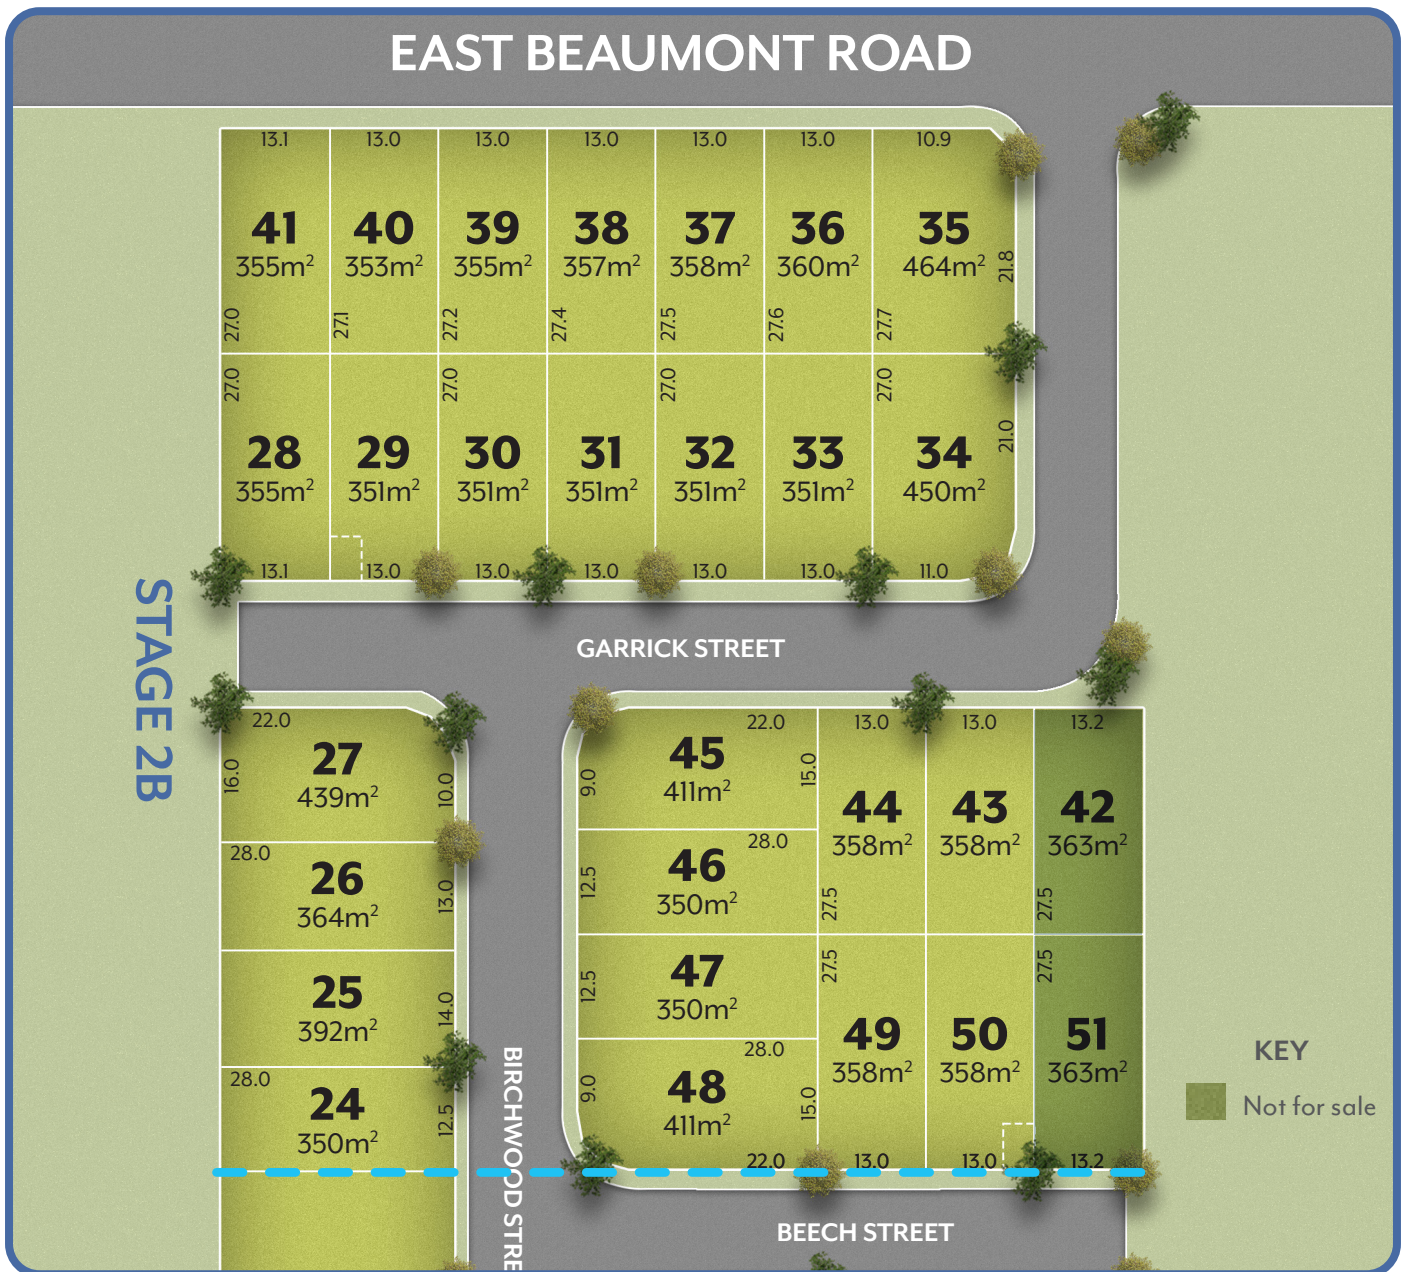 EAST BEAUMONT ROAD
13.1 13.0 13.0 13.0 13.0 13.0 10.9
41 40 39 38 37 36 35
355m² 353m² 355m² 357m² 358m² 360m² 464m²
21.8
27.0 27.1 27.2 27.4 27.5 27.6 27.7
27.0 27.0 27.0 27.0
21.0
28 29 30 31 32 33 34
355m² 351m² 351m² 351m² 351m² 351m² 450m²
13.1 13.0 13.0 13.0 13.0 13.0 11.0
GARRICK STREET
STAGE 2B
22.0
27
439m²
16.0 10.0
28.0
26
364m²
13.0
25
392m²
14.0
28.0
24
350m²
12.5
BIRCHWOOD STRE
22.0 13.0 13.0 13.2
45
411m²
9.0 15.0
44 43 42
358m² 358m² 363m²
28.0
46
350m²
12.5
27.5 27.5
47
350m²
12.5
27.5 27.5
28.0
48
411m²
9.0 15.0
49 50 51
358m² 358m² 363m²
22.0 13.0 13.0 13.2
BEECH STREET
KEY
Not for sale